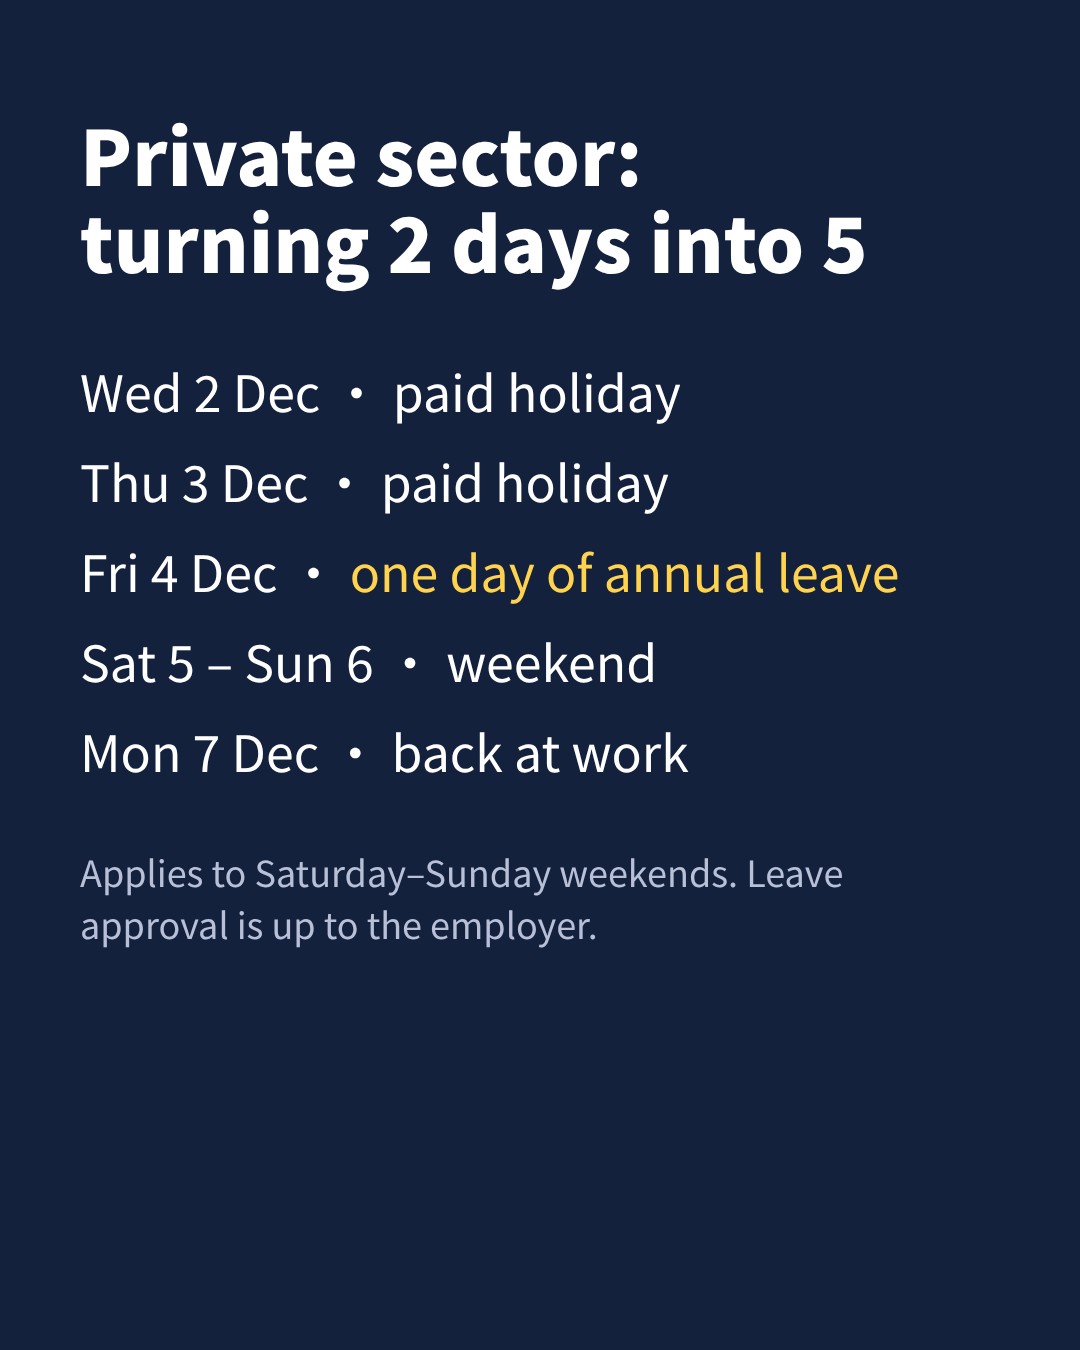 Private sector:
turning 2 days into 5
Wed 2 Dec · paid holiday
Thu 3 Dec · paid holiday
Fri 4 Dec · one day of annual leave
Sat 5 – Sun 6 · weekend
Mon 7 Dec · back at work
Applies to Saturday–Sunday weekends. Leave
approval is up to the employer.